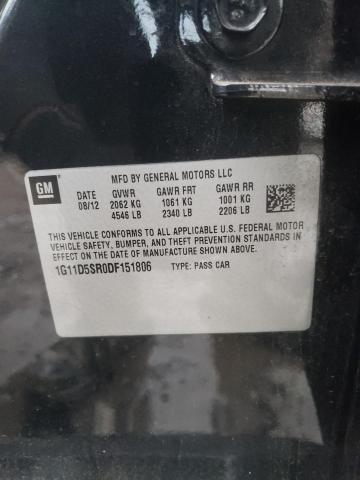 MFD BY GENERAL MOTORS LLC
GM
DATE GVWR GAWR FRT GAWR RR
08/12 2062 KG 1061 KG 1001 KG
4546 LB 2340 LB 2206 LB
THIS VEHICLE CONFORMS TO ALL APPLICABLE U.S. FEDERAL MOTOR
VEHICLE SAFETY, BUMPER, AND THEFT PREVENTION STANDARDS IN
EFFECT ON THE DATE OF MANUFACTURE SHOWN ABOVE.
1G11D5SR0DF151806 TYPE: PASS CAR